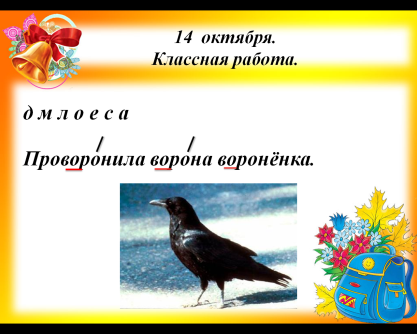 14 октября.
Классная работа.
д м л о е с а
Проворонила ворона воронёнка.